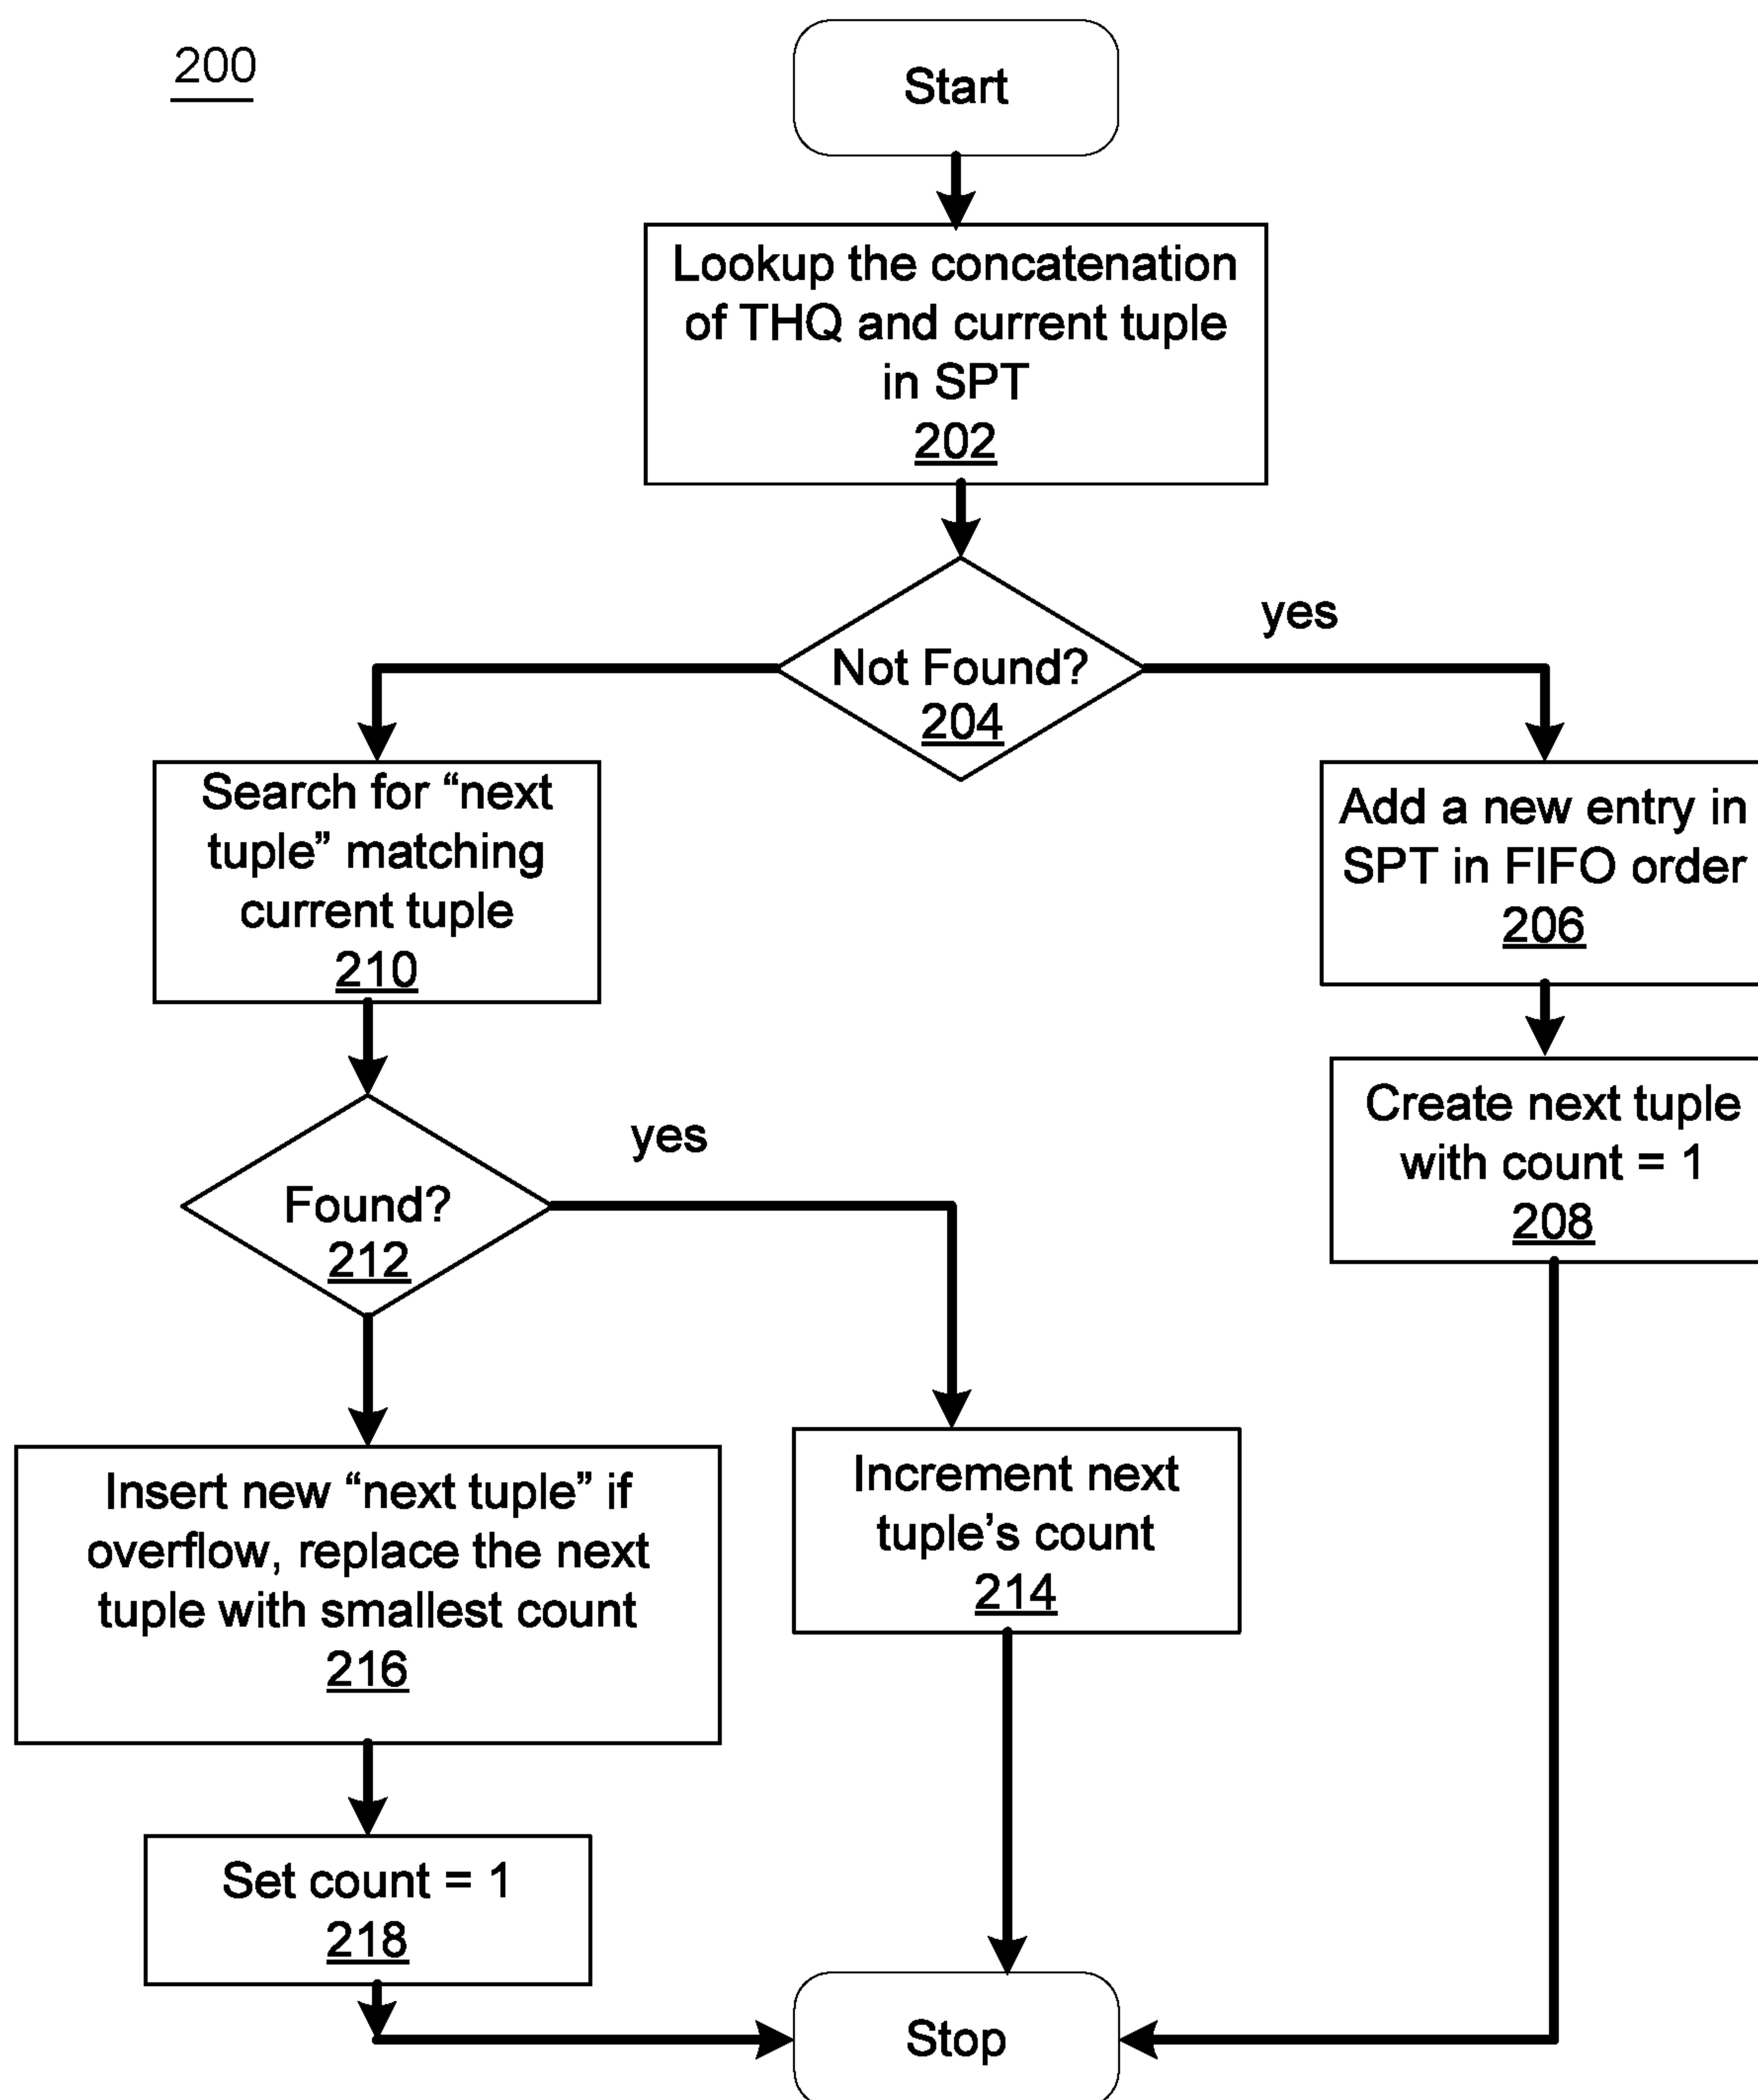 200
Start
Lookup the concatenation
of THQ and current tuple
in SPT
202
yes
Not Found?
204
Search for “next
tuple” matching
current tuple
210
Add a new entry in
SPT in FIFO order
206
Create next tuple
with count = 1
208
yes
Found?
212
Insert new “next tuple” if
overflow, replace the next
tuple with smallest count
216
Increment next
tuple’s count
214
Set count = 1
218
Stop